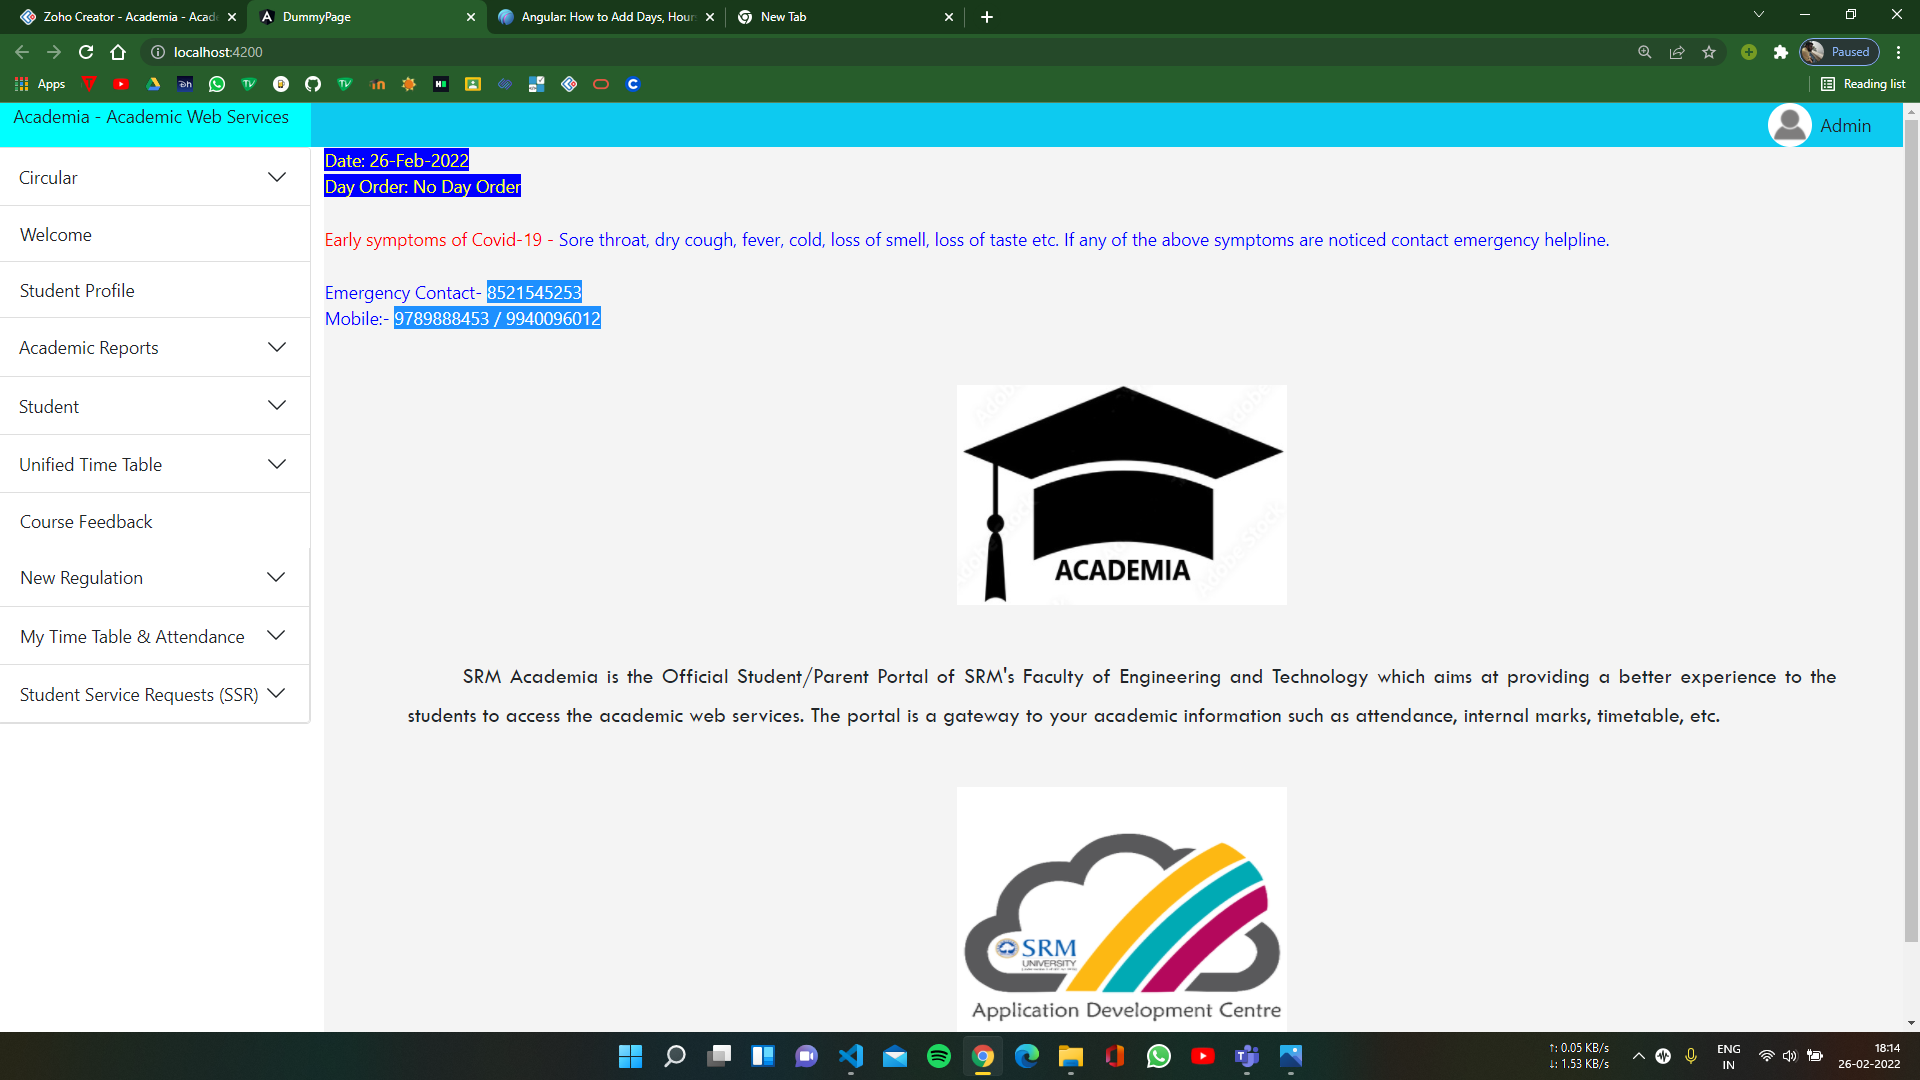 Zoho Creator - Academia - Acade
DummyPage
Angular: How to Add Days, Hour
New Tab
localhost:4200
Paused
Apps
Reading list
Academia - Academic Web Services
Admin
Circular
Welcome
Student Profile
Academic Reports
Student
Unified Time Table
Course Feedback
New Regulation
My Time Table & Attendance
Student Service Requests (SSR)
Date: 26-Feb-2022
Day Order: No Day Order
Early symptoms of Covid-19 - Sore throat, dry cough, fever, cold, loss of smell, loss of taste etc. If any of the above symptoms are noticed contact emergency helpline.
Emergency Contact- 8521545253
Mobile:- 9789888453 / 9940096012
ACADEMIA
SRM Academia is the Official Student/Parent Portal of SRM's Faculty of Engineering and Technology which aims at providing a better experience to the
students to access the academic web services. The portal is a gateway to your academic information such as attendance, internal marks, timetable, etc.
SRM
UNIVERSITY
Application Development Centre
↑: 0.05 KB/s
↓: 1.53 KB/s
ENG
IN
18:14
26-02-2022